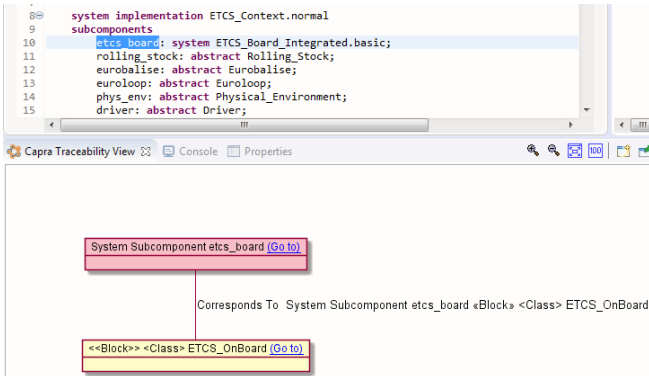 8 system implementation ETCS_Context.normal
9 subcomponents
10 etcs_board: system ETCS_Board_Integrated.basic;
11 rolling_stock: abstract Rolling_Stock;
12 eurobalise: abstract Eurobalise;
13 euroloop: abstract Euroloop;
14 phys_env: abstract Physical_Environment;
15 driver: abstract Driver;
Capra Traceability View Console Properties 100
System Subcomponent etcs_board (Go to)
Corresponds To System Subcomponent etcs_board «Block» <Class> ETCS_OnBoard
<<Block>> <Class> ETCS_OnBoard (Go to)